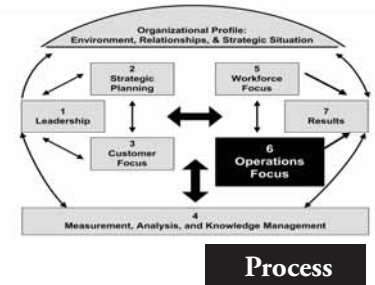 Organizational Profile:
Environment, Relationships, & Strategic Situation
2
Strategic
Planning
5
Workforce
Focus
1
Leadership
7
Results
3
Customer
Focus
6
Operations
Focus
4
Measurement, Analysis, and Knowledge Management
Process